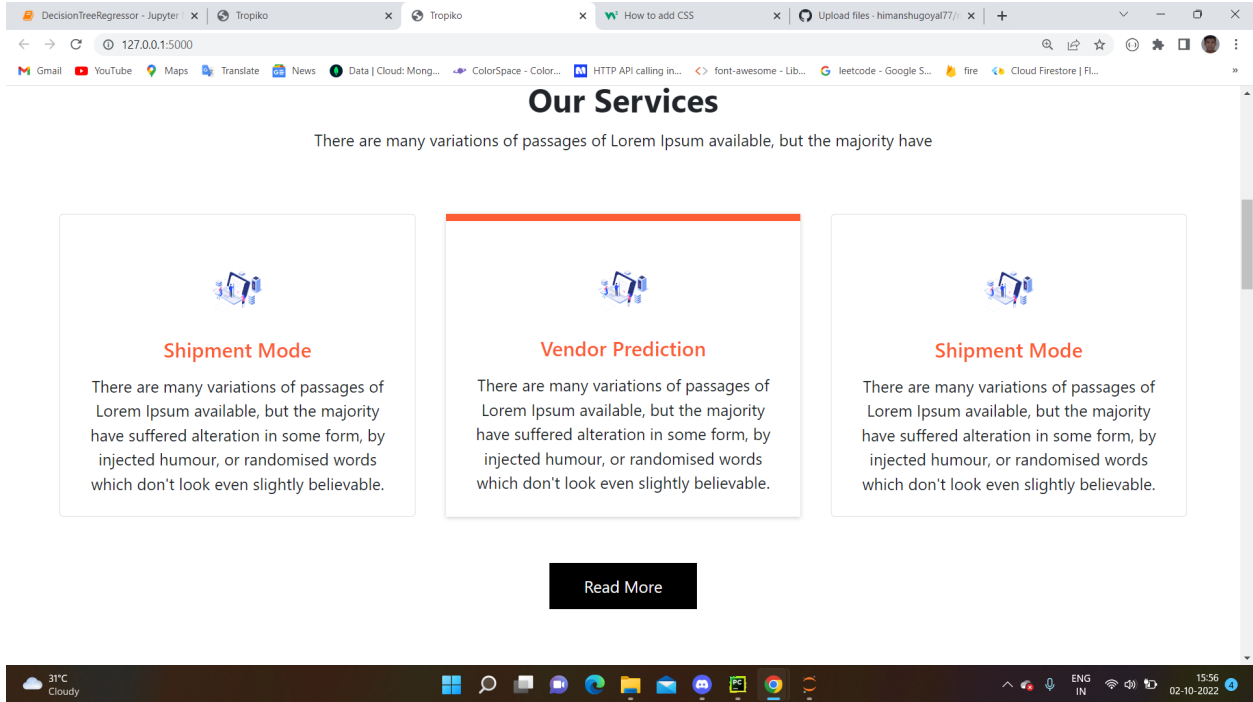 DecisionTreeRegressor - Jupyter
Tropiko
Tropiko
How to add CSS
Upload files · himanshugoyal77/
127.0.0.1:5000
Gmail
YouTube
Maps
Translate
News
Data | Cloud: Mong...
ColorSpace - Color...
HTTP API calling in...
font-awesome - Lib...
leetcode - Google S...
fire
Cloud Firestore | Fl...
»
Our Services
There are many variations of passages of Lorem Ipsum available, but the majority have
Shipment Mode
There are many variations of passages of
Lorem Ipsum available, but the majority
have suffered alteration in some form, by
injected humour, or randomised words
which don't look even slightly believable.
Vendor Prediction
There are many variations of passages of
Lorem Ipsum available, but the majority
have suffered alteration in some form, by
injected humour, or randomised words
which don't look even slightly believable.
Shipment Mode
There are many variations of passages of
Lorem Ipsum available, but the majority
have suffered alteration in some form, by
injected humour, or randomised words
which don't look even slightly believable.
Read More
31°C
Cloudy
PC
ENG
IN
15:56
02-10-2022
4